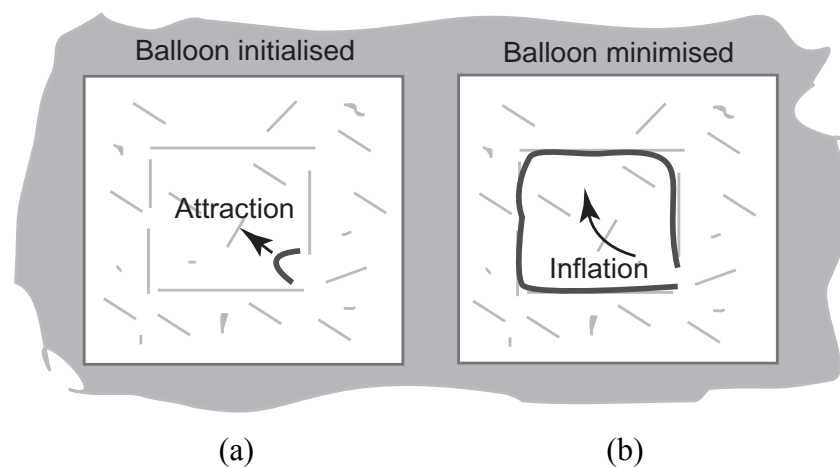 Balloon initialised
Balloon minimised
Attraction
Inflation
(a)
(b)